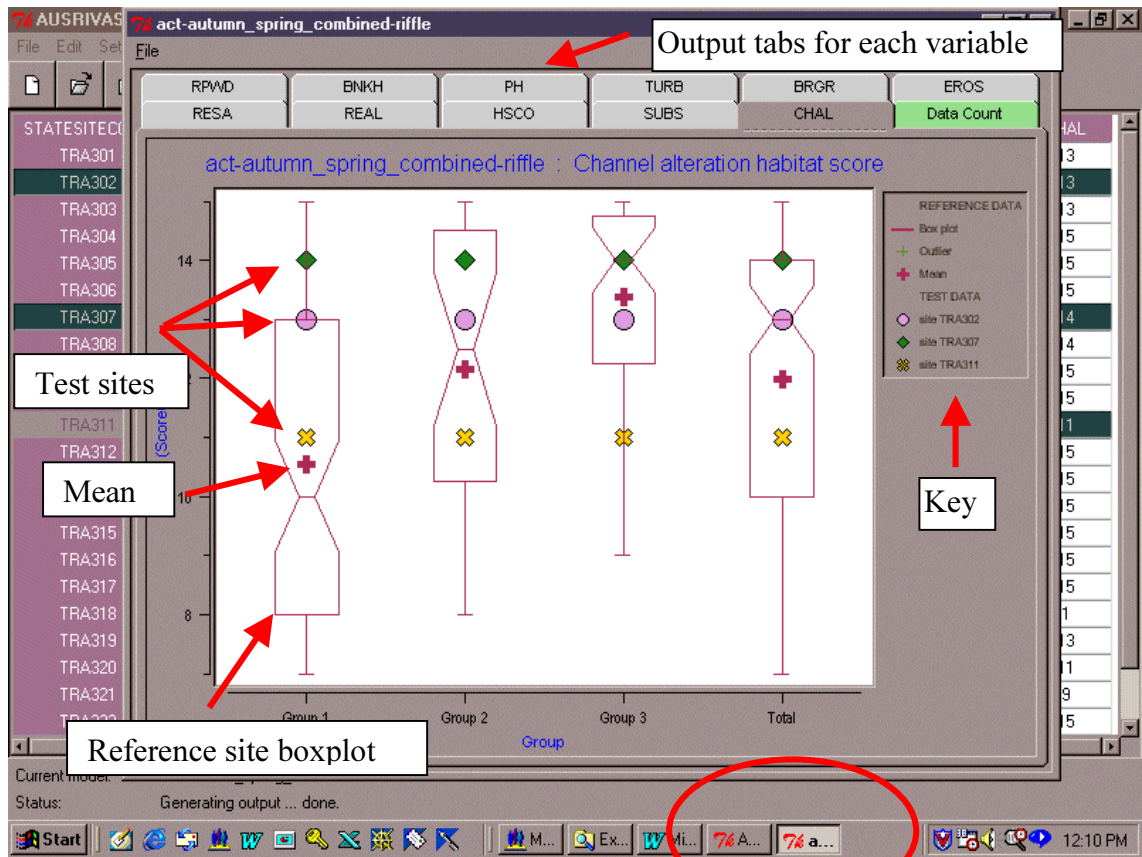 AUSRIVAS
act-autumn_spring_combined-riffle
File Edit Set
File
Output tabs for each variable
RPWD BNKH PH TURB BRGR EROS
RESA REAL HSCO SUBS CHAL Data Count
STATESITECO
HAL
TRA301
13
TRA302
13
TRA303
13
TRA304
15
TRA305
15
TRA306
15
TRA307
14
TRA308
14
15
15
TRA311
11
TRA312
15
15
15
TRA315
15
TRA316
15
TRA317
15
TRA318
1
TRA319
13
TRA320
11
TRA321
9
15
act-autumn_spring_combined-riffle : Channel alteration habitat score
14
10
8
(Score
REFERENCE DATA
Box plot
Outlier
Mean
TEST DATA
site TRA302
site TRA307
site TRA311
Test sites
Mean
Key
Reference site boxplot
Group 1 Group 2 Group 3 Total
Group
Current model:
Status: Generating output ... done.
Start M... Ex... Mi... A... a... 12:10 PM